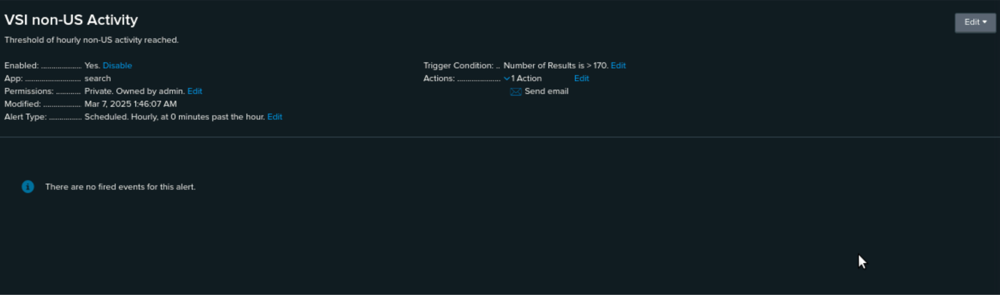 VSI non-US Activity
Edit
Threshold of hourly non-US activity reached.
Enabled: .................... Yes. Disable
App: ........................... search
Permissions: ............ Private. Owned by admin. Edit
Modified: ................... Mar 7, 2025 1:46:07 AM
Alert Type: ................ Scheduled. Hourly, at 0 minutes past the hour. Edit
Trigger Condition: .. Number of Results is > 170. Edit
Actions: ..................... 1 Action Edit
Send email
There are no fired events for this alert.